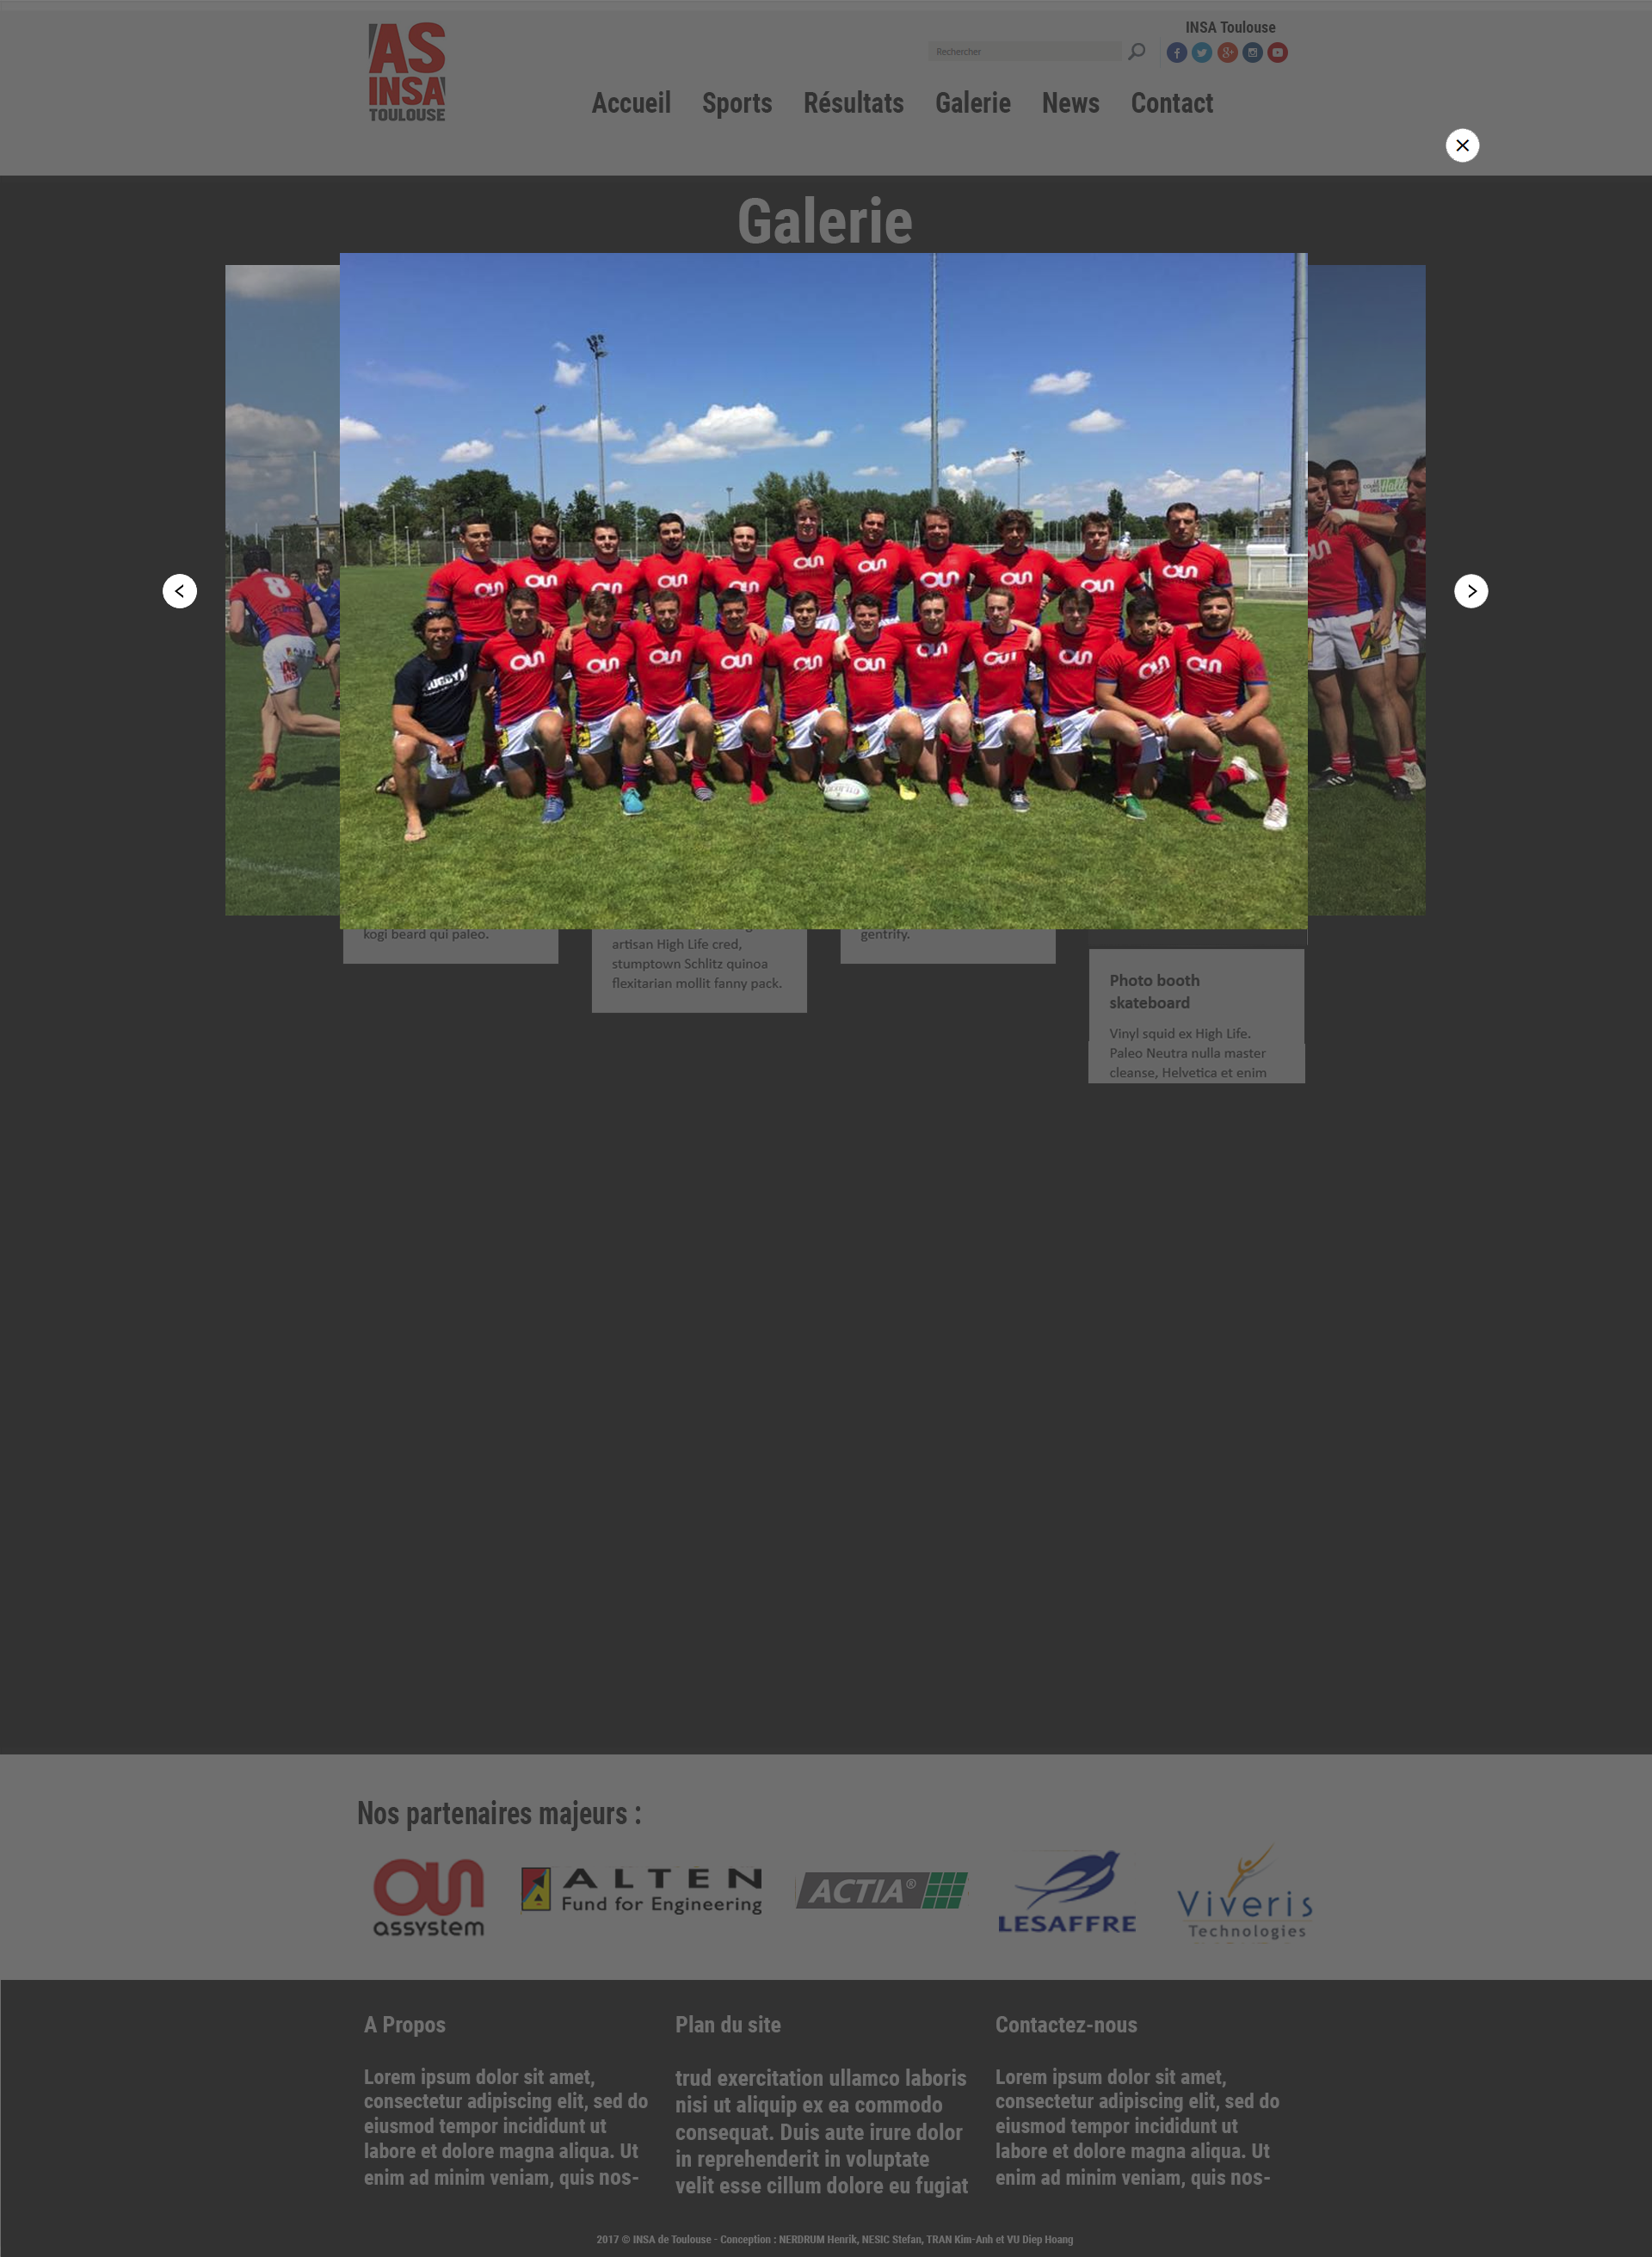 AS
INSA
TOULOUSE
INSA Toulouse
Rechercher
Accueil Sports Résultats Galerie News Contact
Galerie
8
AS
INSA
RUGBY
kogi beard qui paleo.
artisan High Life cred,
stumptown Schlitz quinoa
flexitarian mollit fanny pack.
gentrify.
Photo booth
skateboard
Vinyl squid ex High Life.
Paleo Neutra nulla master
cleanse, Helvetica et enim
Nos partenaires majeurs :
assystem
ALTEN
Fund for Engineering
ACTIA®
LESAFFRE
Viveris
Technologies
A Propos
Lorem ipsum dolor sit amet,
consectetur adipiscing elit, sed do
eiusmod tempor incididunt ut
labore et dolore magna aliqua. Ut
enim ad minim veniam, quis nos-
Plan du site
trud exercitation ullamco laboris
nisi ut aliquip ex ea commodo
consequat. Duis aute irure dolor
in reprehenderit in voluptate
velit esse cillum dolore eu fugiat
Contactez-nous
Lorem ipsum dolor sit amet,
consectetur adipiscing elit, sed do
eiusmod tempor incididunt ut
labore et dolore magna aliqua. Ut
enim ad minim veniam, quis nos-
2017 © INSA de Toulouse - Conception : NERDRUM Henrik, NESIC Stefan, TRAN Kim-Anh et VU Diep Hoang